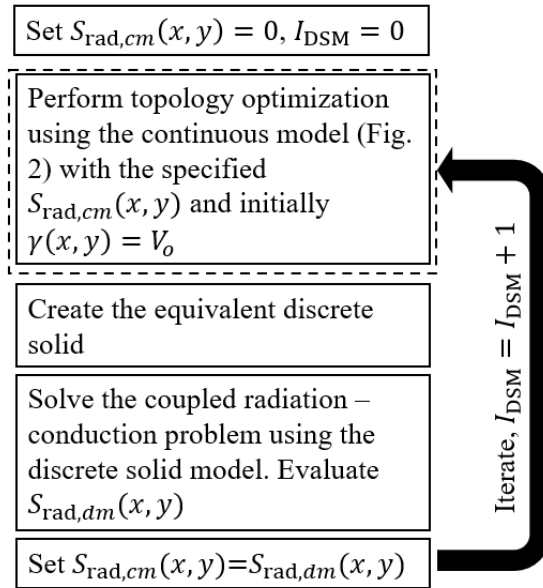 Set S_rad,cm(x, y) = 0, I_DSM = 0
Perform topology optimization
using the continuous model (Fig.
2) with the specified
S_rad,cm(x, y) and initially
γ(x, y) = V_o
Create the equivalent discrete
solid
Solve the coupled radiation –
conduction problem using the
discrete solid model. Evaluate
S_rad,dm(x, y)
Set S_rad,cm(x, y)=S_rad,dm(x, y)
Iterate, I_DSM = I_DSM + 1